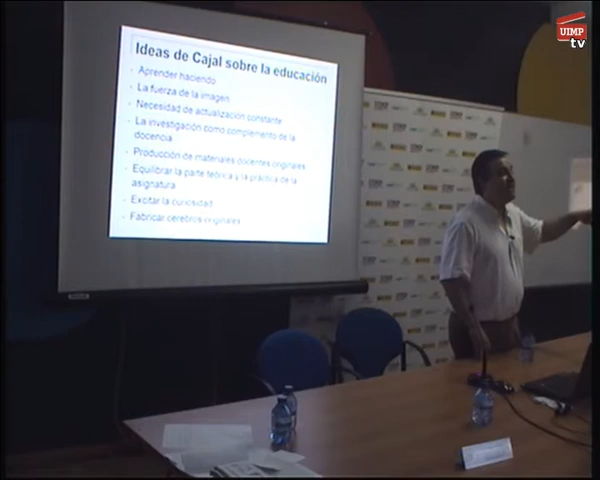 Ideas de Cajal sobre la educación
- Aprender haciendo
- La fuerza de la imagen
- Necesidad de actualización constante
- La investigación como complemento de la
docencia
- Producción de materiales docentes originales
- Equilibrar la parte teórica y la práctica de la
asignatura
- Excitar la curiosidad
- Fabricar cerebros originales
UIMP
tv